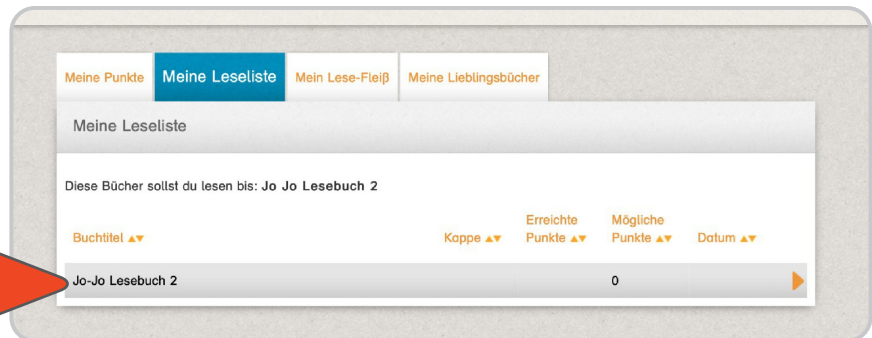 Meine Punkte Meine Leseliste Mein Lese-Fleiß Meine Lieblingsbücher
Meine Leseliste
Diese Bücher sollst du lesen bis: Jo Jo Lesebuch 2
Erreichte Mögliche
Buchtitel Kappe Punkte Punkte Datum
Jo-Jo Lesebuch 2 0